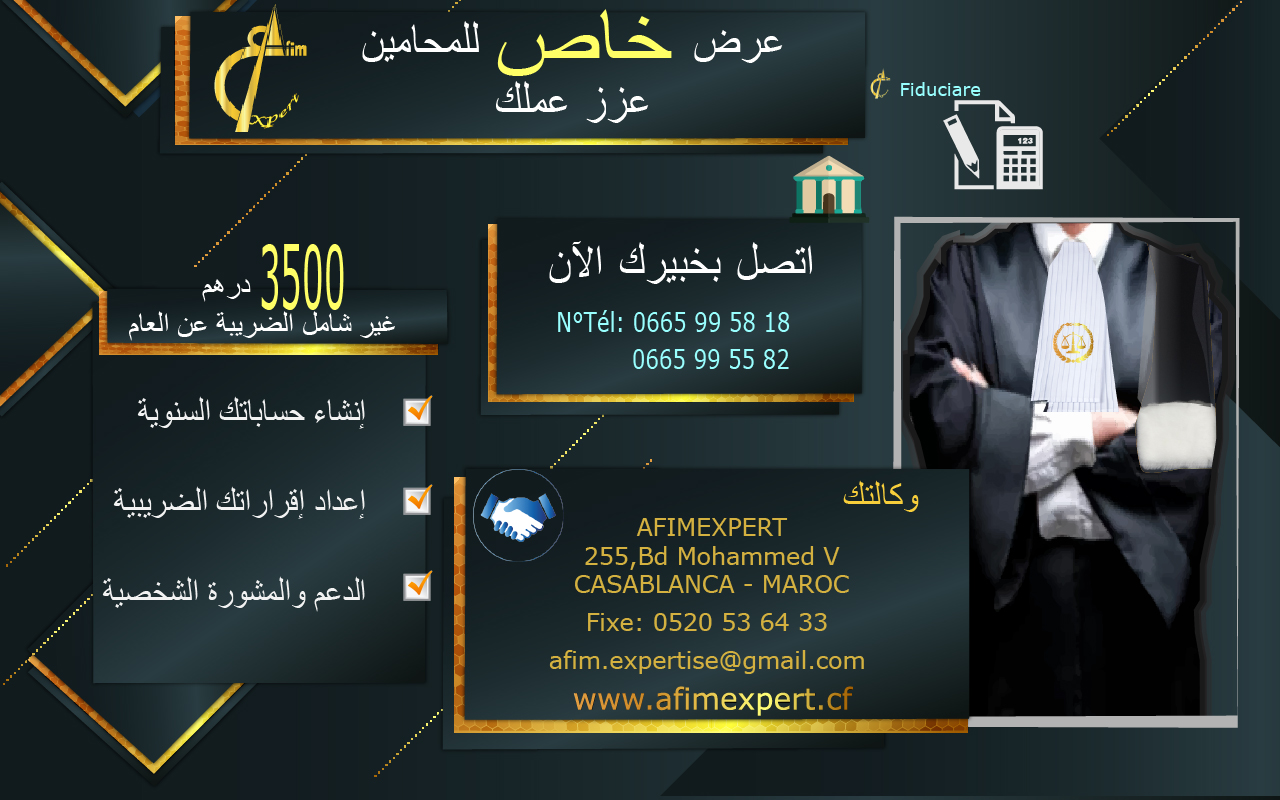 Afim
expert
عرض خاص للمحامين
عزز عملك
Fiduciare
123
3500 درهم
غير شامل الضريبة عن العام
إنشاء حساباتك السنوية
إعداد إقراراتك الضريبية
الدعم والمشورة الشخصية
اتصل بخبيرك الآن
N°Tél: 0665 99 58 18
0665 99 55 82
وكالتك
AFIMEXPERT
255,Bd Mohammed V
CASABLANCA - MAROC
Fixe: 0520 53 64 33
afim.expertise@gmail.com
www.afimexpert.cf